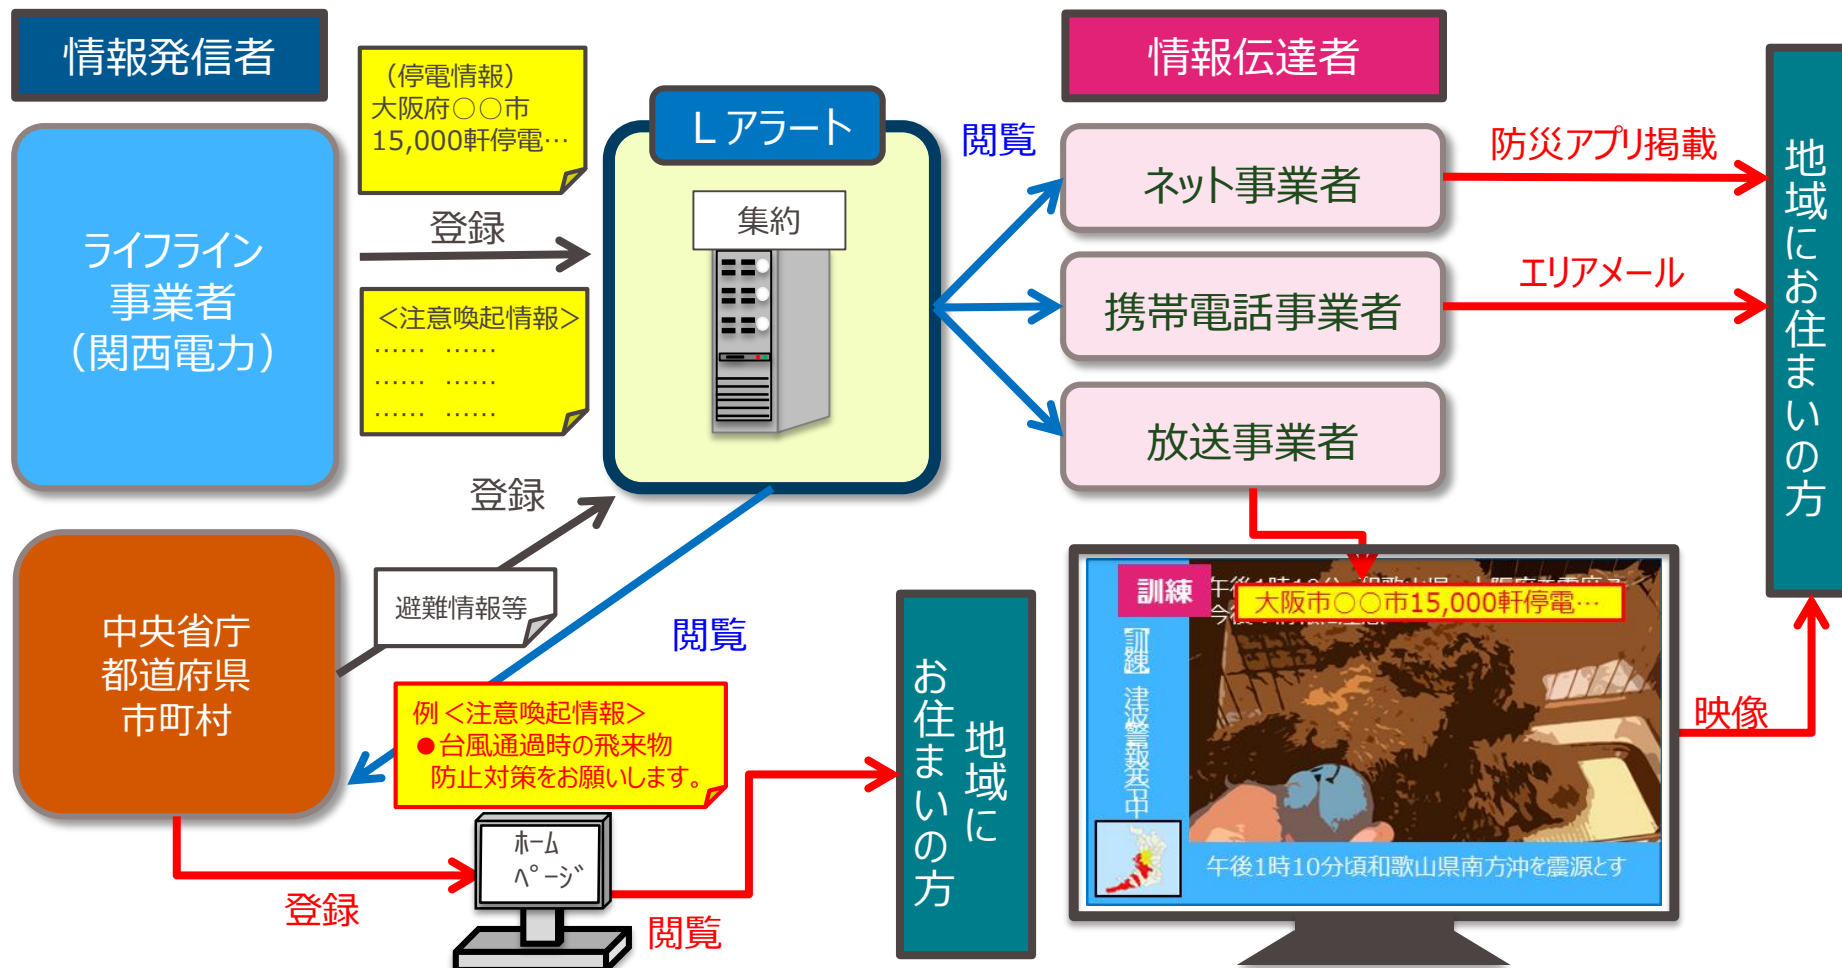 情報発信者
ライフライン
事業者
（関西電力）
中央省庁
都道府県
市町村
（停電情報）
大阪府○○市
15,000軒停電…
登録
＜注意喚起情報＞
…… ……
…… ……
…… ……
登録
避難情報等
Lアラート
集約
閲覧
例＜注意喚起情報＞
●台風通過時の飛来物
防止対策をお願いします。
登録
ホーム
ページ
閲覧
地域に
お住まいの方
閲覧
情報伝達者
ネット事業者
携帯電話事業者
放送事業者
防災アプリ掲載
エリアメール
地域にお住まいの方
訓練
大阪市○○市15,000軒停電…
【訓練】津波警報発令中
午後1時10分頃和歌山県南方沖を震源とす
映像